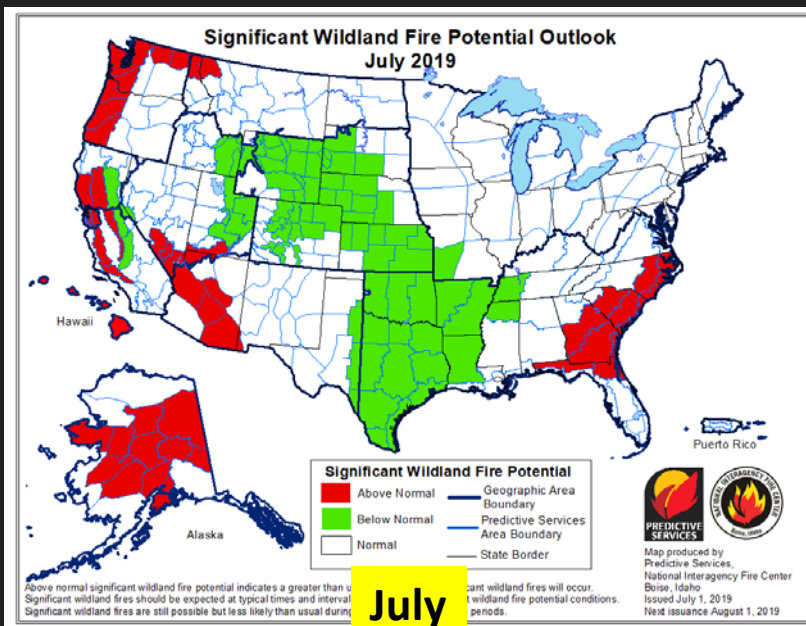 Significant Wildland Fire Potential Outlook
July 2019
Hawaii
Alaska
Puerto Rico
Significant Wildland Fire Potential
Above Normal
Below Normal
Normal
Geographic Area
Boundary
Predictive Services
Area Boundary
State Border
PREDICTIVE
SERVICES
NATIONAL INTERAGENCY FIRE CENTER
Boise, Idaho
Map produced by
Predictive Services,
National Interagency Fire Center
Boise, Idaho
Issued July 1, 2019
Next issuance August 1, 2019
Above normal significant wildland fire potential indicates a greater than cant wildland fires will occur.
Significant wildland fires should be expected at typical times and interval t wildland fire potential conditions.
Significant wildland fires are still possible but less likely than usual during periods.
July